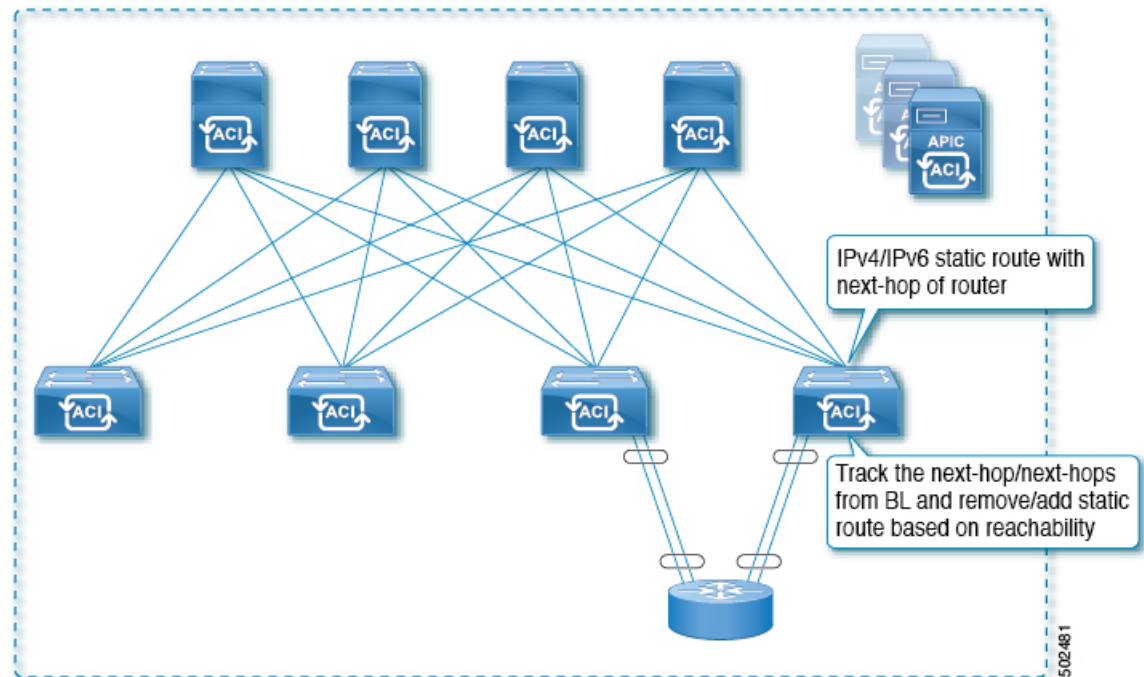 ACI
ACI
ACI
ACI
APIC
ACI
IPv4/IPv6 static route with
next-hop of router
ACI
ACI
ACI
ACI
Track the next-hop/next-hops
from BL and remove/add static
route based on reachability
502481